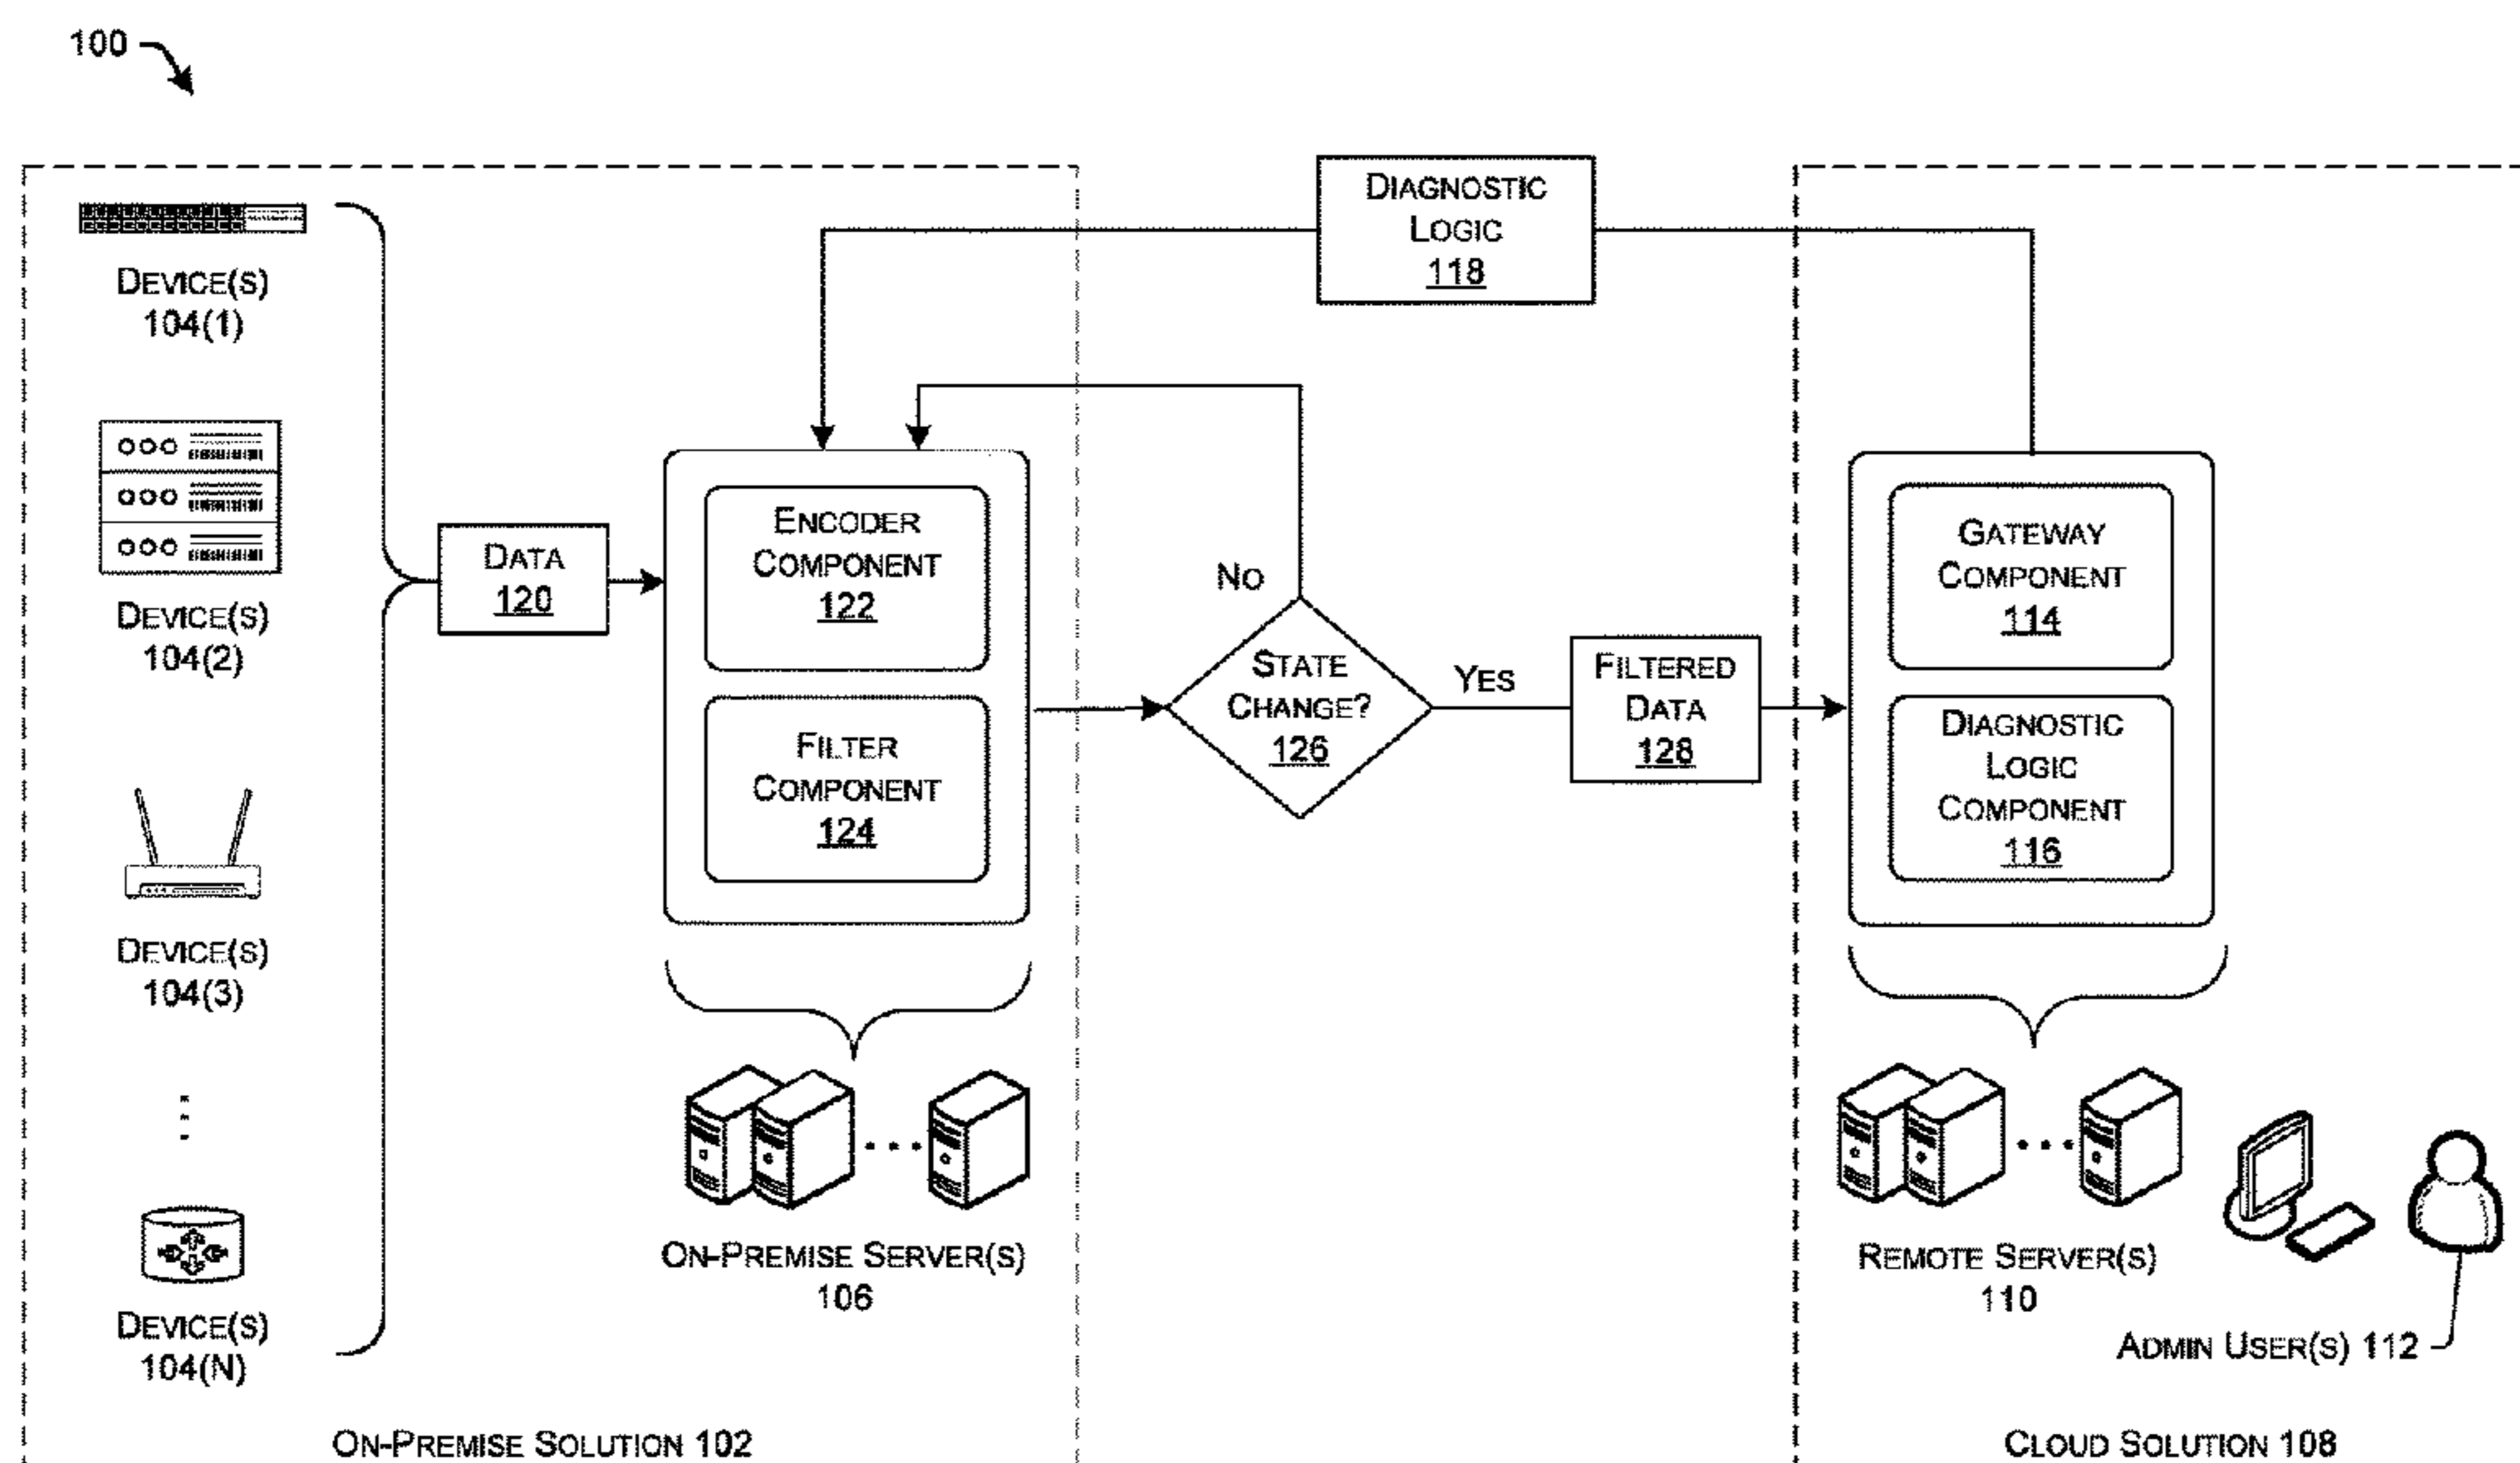 100
DEVICE(S)
104(1)
DEVICE(S)
104(2)
DEVICE(S)
104(3)
DEVICE(S)
104(N)
DATA
120
ENCODER
COMPONENT
122
FILTER
COMPONENT
124
ON-PREMISE SERVER(S)
106
ON-PREMISE SOLUTION 102
DIAGNOSTIC
LOGIC
118
NO
STATE
CHANGE?
126
YES
FILTERED
DATA
128
GATEWAY
COMPONENT
114
DIAGNOSTIC
LOGIC
COMPONENT
116
REMOTE SERVER(S)
110
ADMIN USER(S) 112
CLOUD SOLUTION 108